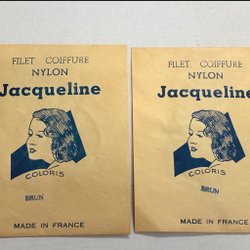 FILET COIFFURE
NYLON
Jacqueline
COLORIS
BRUN
MADE IN FRANCE
FILET COIFFURE
NYLON
Jacqueline
COLORIS
BRUN
MADE IN FRANCE